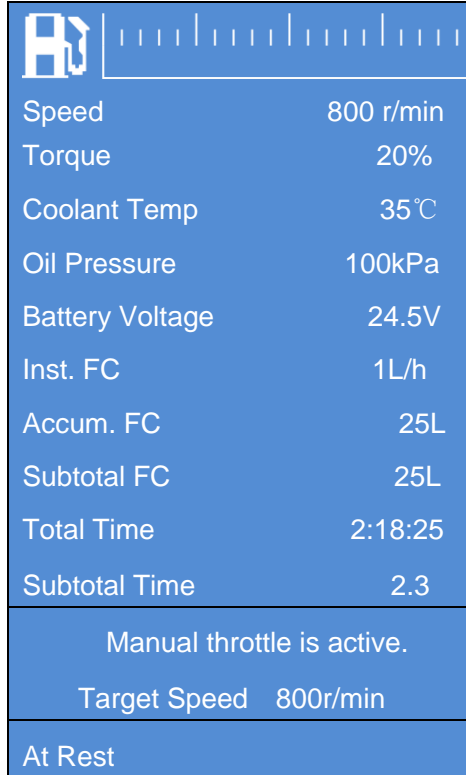 Speed 800 r/min
Torque 20%
Coolant Temp 35℃
Oil Pressure 100kPa
Battery Voltage 24.5V
Inst. FC 1L/h
Accum. FC 25L
Subtotal FC 25L
Total Time 2:18:25
Subtotal Time 2.3
Manual throttle is active.
Target Speed 800r/min
At Rest